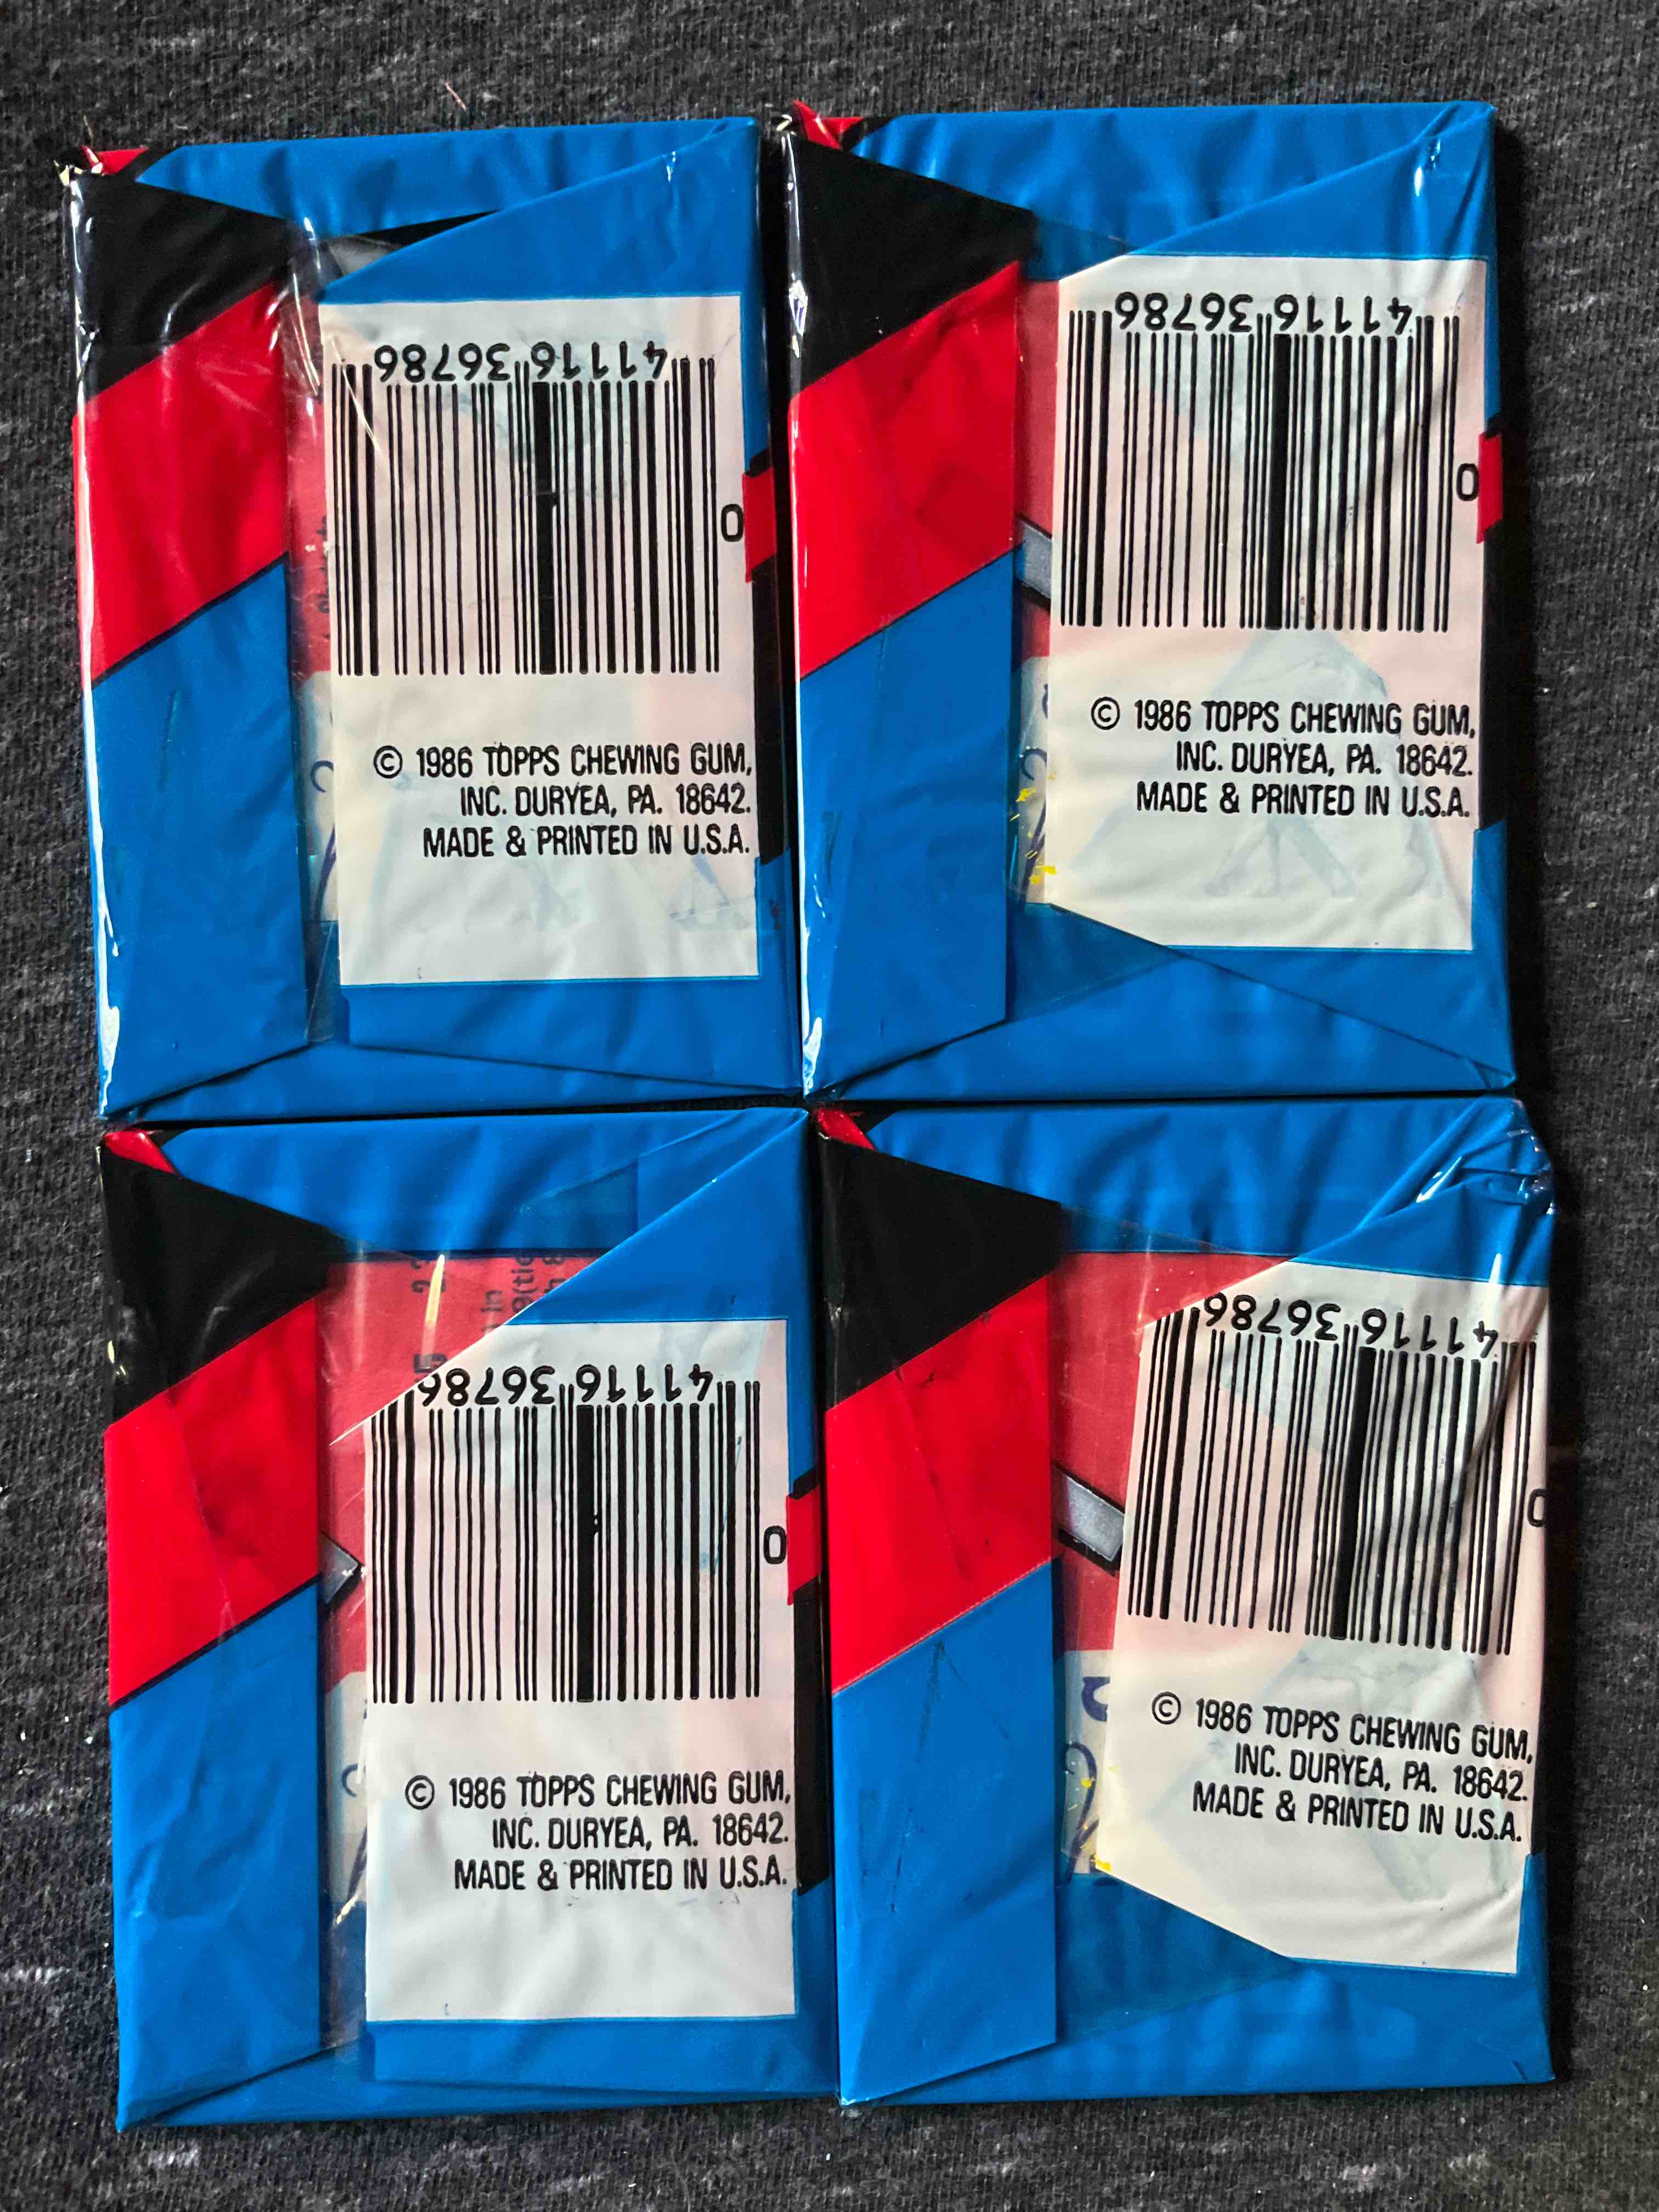 41116 36786
0
© 1986 TOPPS CHEWING GUM,
INC. DURYEA, PA. 18642.
MADE & PRINTED IN U.S.A.
41116 36786
0
© 1986 TOPPS CHEWING GUM,
INC. DURYEA, PA. 18642.
MADE & PRINTED IN U.S.A.
41116 36786
0
© 1986 TOPPS CHEWING GUM,
INC. DURYEA, PA. 18642.
MADE & PRINTED IN U.S.A.
41116 36786
0
© 1986 TOPPS CHEWING GUM,
INC. DURYEA, PA. 18642.
MADE & PRINTED IN U.S.A.